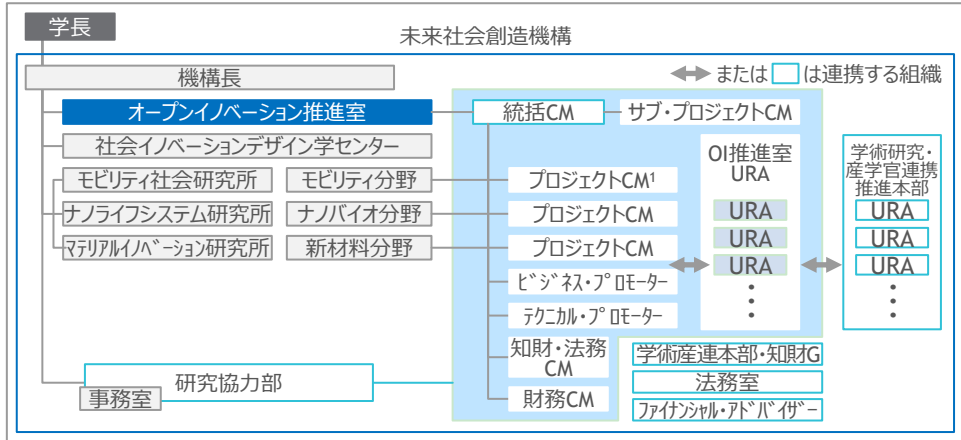 学長
未来社会創造機構
機構長
または は連携する組織
オープンイノベーション推進室
統括CM
サブ・プロジェクトCM
社会イノベーションデザイン学センター
OI推進室
URA
学術研究・
産学官連携
推進本部
モビリティ社会研究所
モビリティ分野
プロジェクトCM¹
ナノライフシステム研究所
ナノバイオ分野
プロジェクトCM
URA
URA
URA
URA
マテリアルイノベーション研究所
新材料分野
プロジェクトCM
URA
URA
ビジネス・プロモーター
テクニカル・プロモーター
知財・法務
CM
学術産連本部・知財G
研究協力部
法務室
事務室
財務CM
ファイナンシャル・アドバイザー